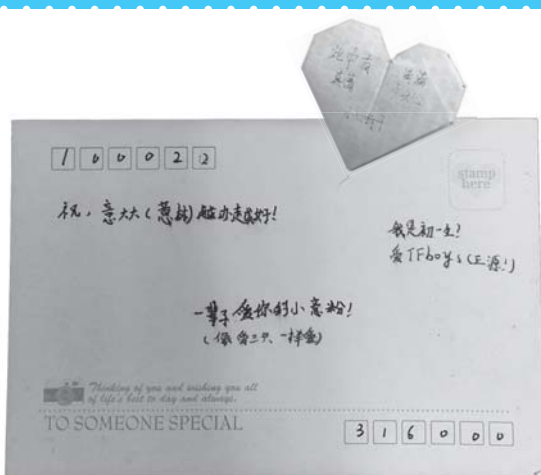 100022
stamp
here
祝，意大大（薏林）越办越好！
我是初一生！
爱TFboys（王源！）
一辈子爱你的小意粉！
（像爱三只一样爱）
Thinking of you and wishing you all
of life's best to day and always.
TO SOMEONE SPECIAL
316000